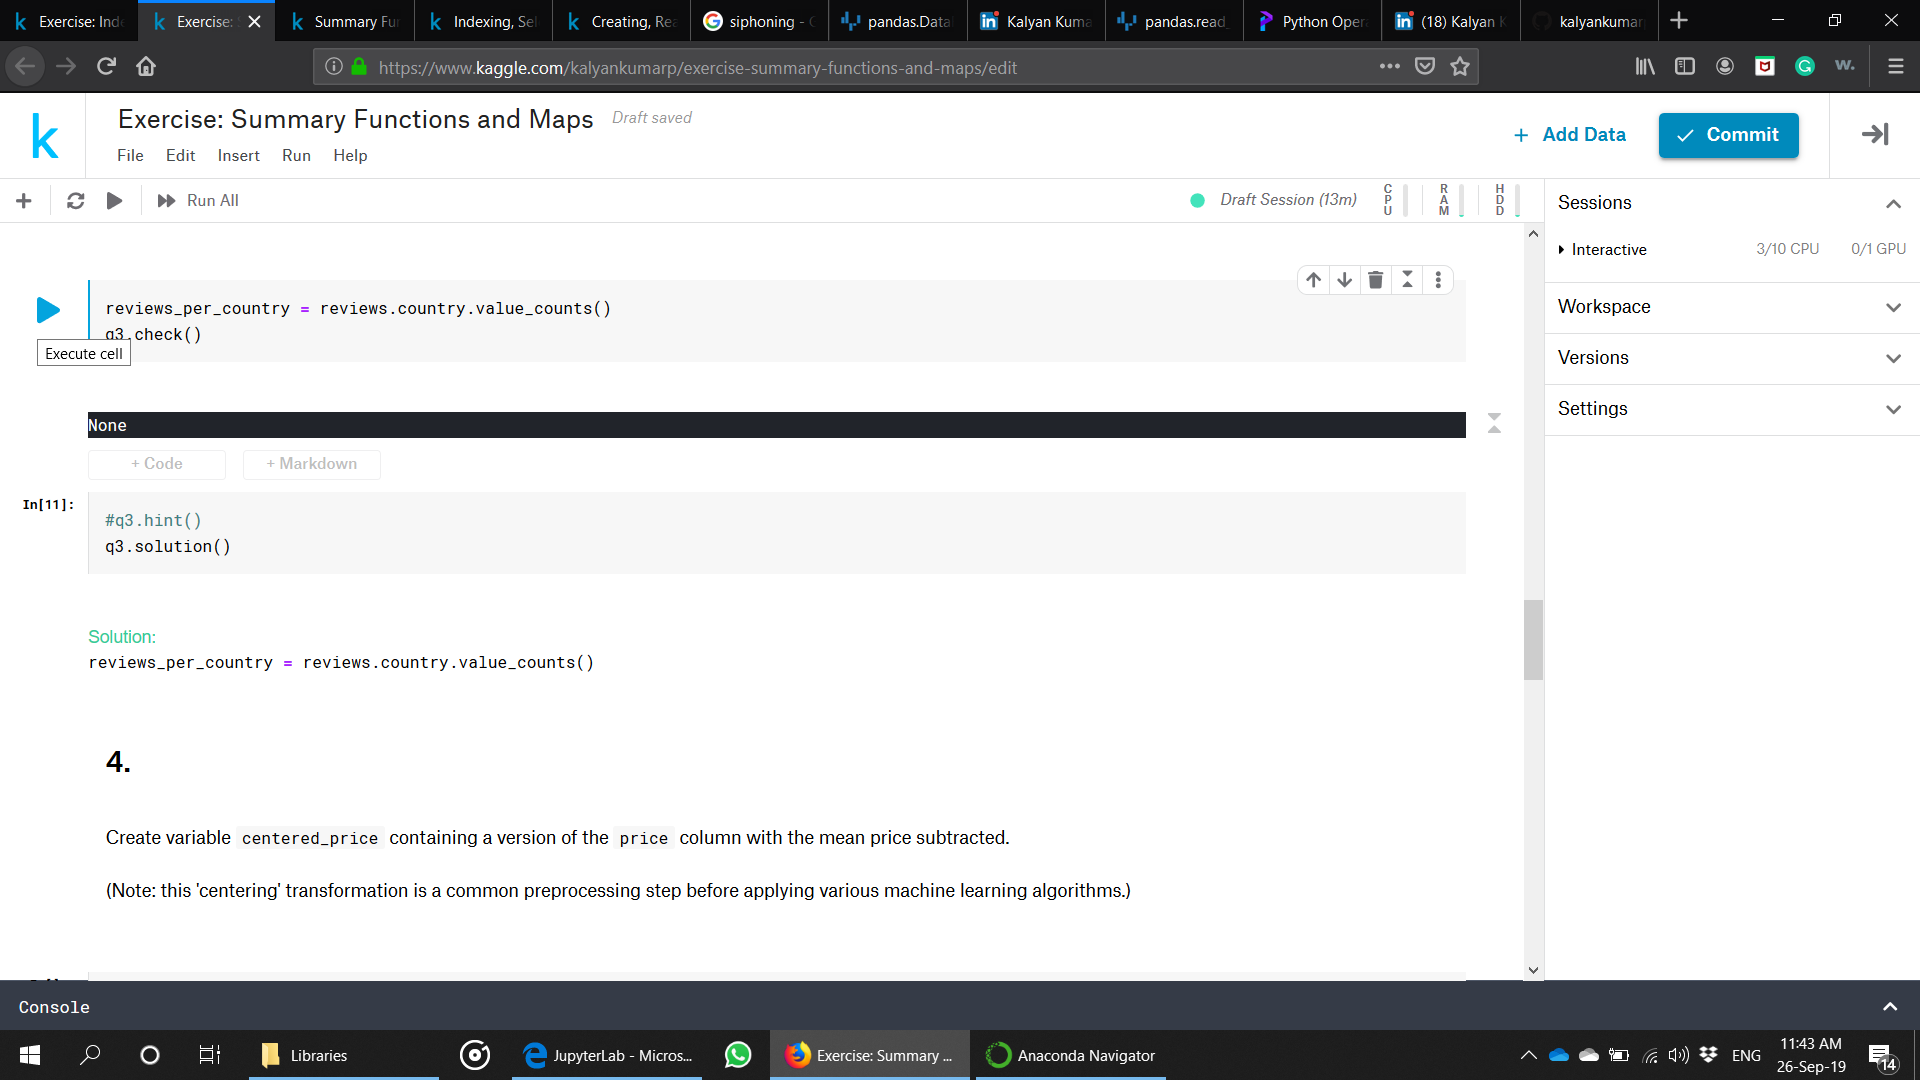 Exercise: Inde
Exercise:
Summary Fun
Indexing, Sel
Creating, Rea
siphoning - G
pandas.Data
Kalyan Kuma
pandas.read_
Python Oper
(18) Kalyan K
kalyankumar
https://www.kaggle.com/kalyankumarp/exercise-summary-functions-and-maps/edit
w.
k
Exercise: Summary Functions and Maps
Draft saved
File Edit Insert Run Help
+ Add Data
Commit
Run All
Draft Session (13m)
CPU
RAM
HDD
Sessions
Interactive
3/10 CPU
0/1 GPU
Workspace
Versions
Settings
reviews_per_country = reviews.country.value_counts()
q3.check()
Execute cell
None
+ Code
+ Markdown
In[11]:
#q3.hint()
q3.solution()
Solution:
reviews_per_country = reviews.country.value_counts()
4.
Create variable centered_price containing a version of the price column with the mean price subtracted.
(Note: this 'centering' transformation is a common preprocessing step before applying various machine learning algorithms.)
Console
Libraries
JupyterLab - Micros...
Exercise: Summary ...
Anaconda Navigator
ENG
11:43 AM
26-Sep-19
14